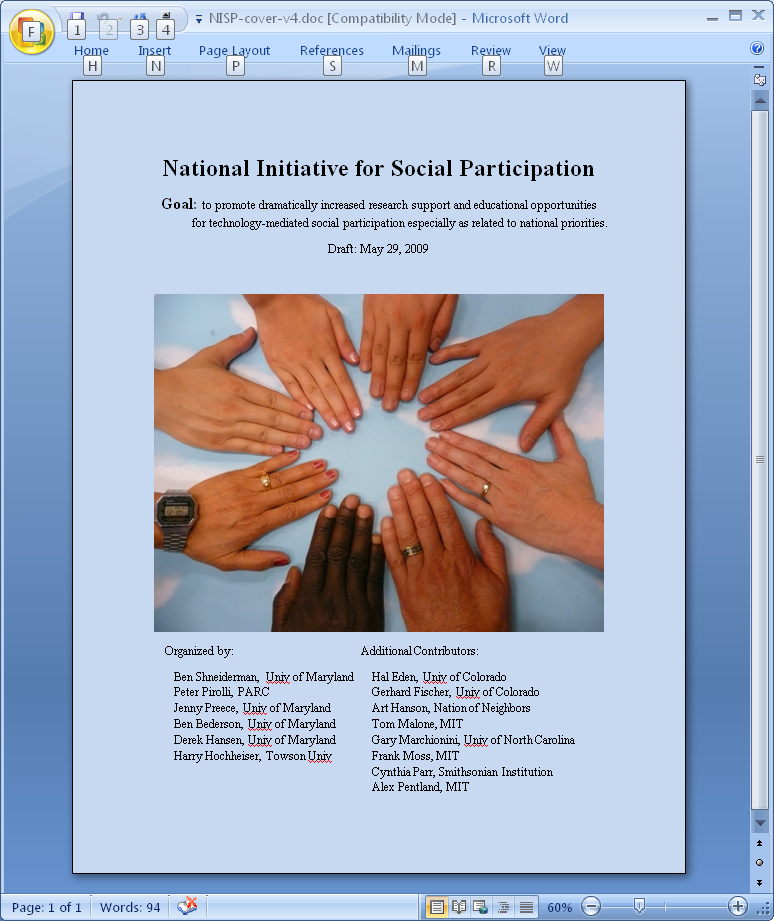 NISP-cover-v4.doc [Compatibility Mode] - Microsoft Word
F
1 2 3 4
Home Insert Page Layout References Mailings Review View
H N P S M R W
National Initiative for Social Participation
Goal: to promote dramatically increased research support and educational opportunities
for technology-mediated social participation especially as related to national priorities.
Draft: May 29, 2009
Organized by:
Ben Shneiderman, Univ of Maryland
Peter Pirolli, PARC
Jenny Preece, Univ of Maryland
Ben Bederson, Univ of Maryland
Derek Hansen, Univ of Maryland
Harry Hochheiser, Towson Univ
Additional Contributors:
Hal Eden, Univ of Colorado
Gerhard Fischer, Univ of Colorado
Art Hanson, Nation of Neighbors
Tom Malone, MIT
Gary Marchionini, Univ of North Carolina
Frank Moss, MIT
Cynthia Parr, Smithsonian Institution
Alex Pentland, MIT
Page: 1 of 1 Words: 94 60%